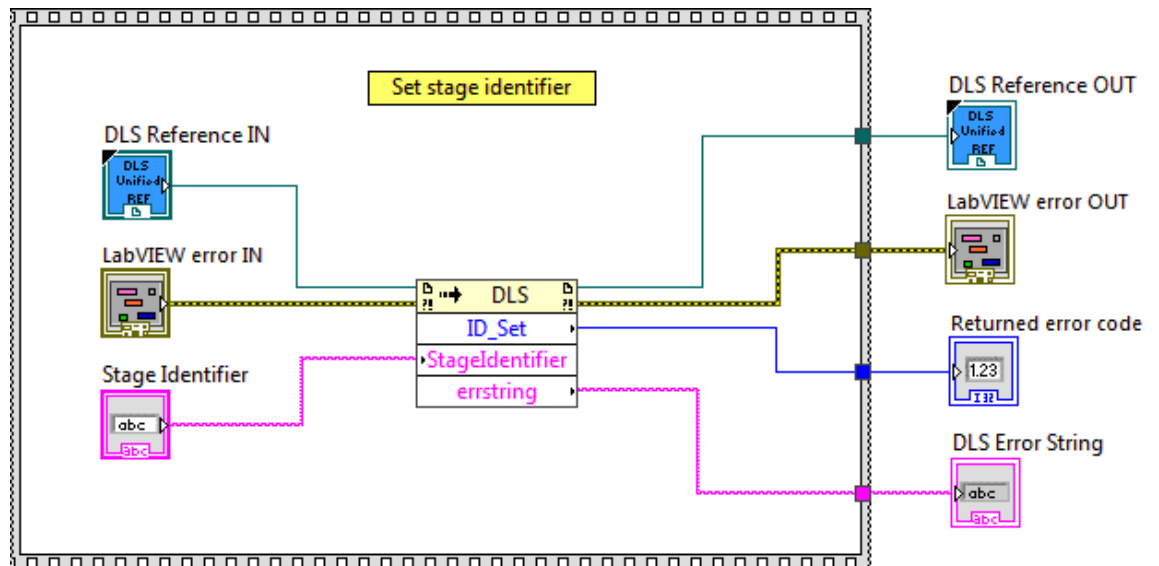 Set stage identifier
DLS Reference IN
DLS
Unified
REF
LabVIEW error IN
?!
Stage Identifier
abc
abc
?! DLS ?!
ID_Set
StageIdentifier
errstring
DLS Reference OUT
DLS
Unified
REF
LabVIEW error OUT
?!
Returned error code
1.23
I32
DLS Error String
abc
abc